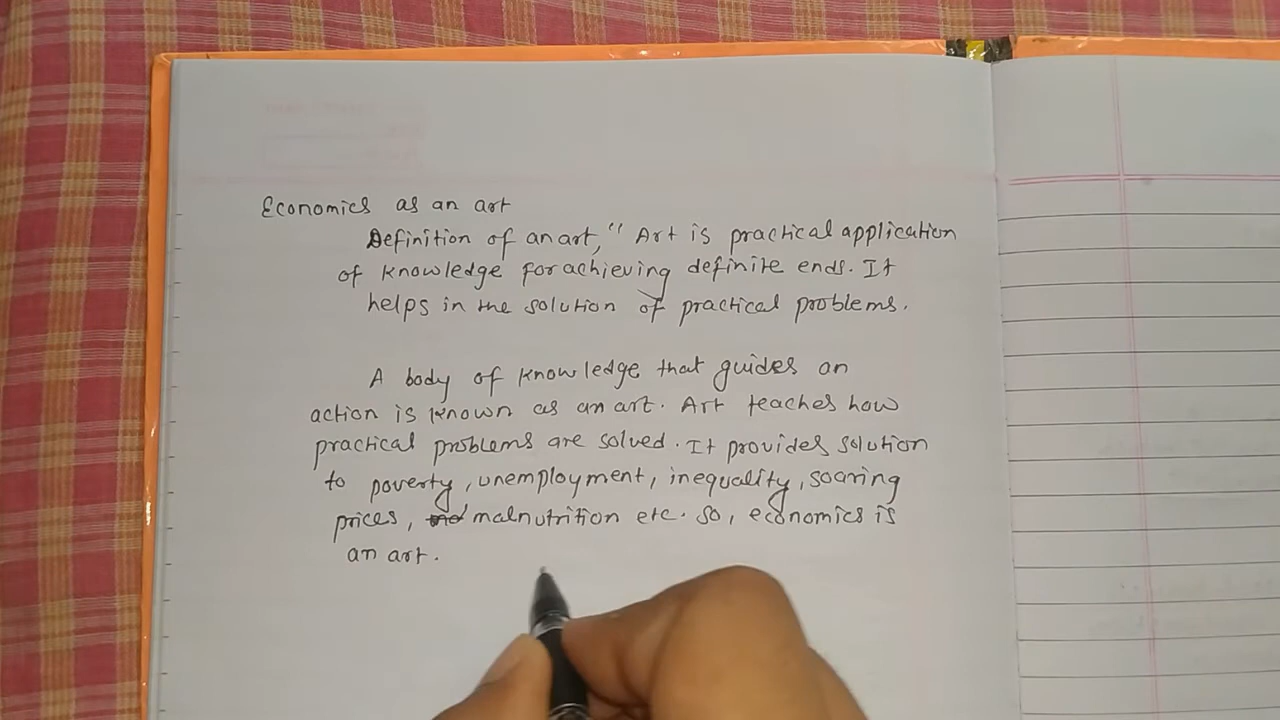 Economics as an art
Definition of an art, " Art is practical application
of knowledge for achieving definite ends. It
helps in the solution of practical problems.
A body of knowledge that guides an
action is known as an art. Art teaches how
practical problems are solved. It provides solution
to poverty, unemployment, inequality, soaring
prices, malnutrition etc. so, economics is
an art.